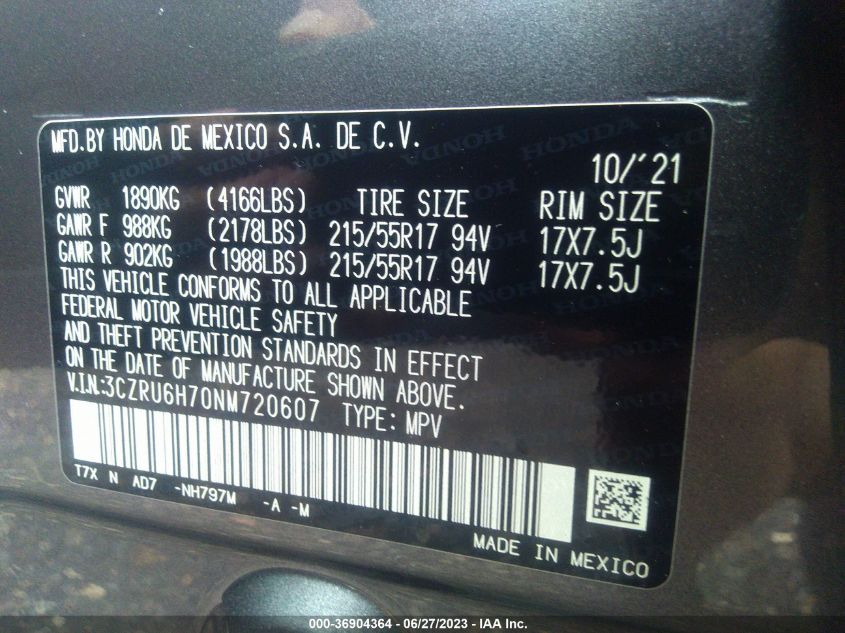 MFD.BY HONDA DE MEXICO S.A. DE C.V.
10/'21
GVWR 1890KG (4166LBS) TIRE SIZE RIM SIZE
GAWR F 988KG (2178LBS) 215/55R17 94V 17X7.5J
GAWR R 902KG (1988LBS) 215/55R17 94V 17X7.5J
THIS VEHICLE CONFORMS TO ALL APPLICABLE
FEDERAL MOTOR VEHICLE SAFETY
AND THEFT PREVENTION STANDARDS IN EFFECT
ON THE DATE OF MANUFACTURE SHOWN ABOVE.
V.I.N.:3CZRU6H70NM720607 TYPE: MPV
T7X N AD7 -NH797M -A -M
MADE IN MEXICO
000-36904364 / 06/27/2023 - IAA Inc.